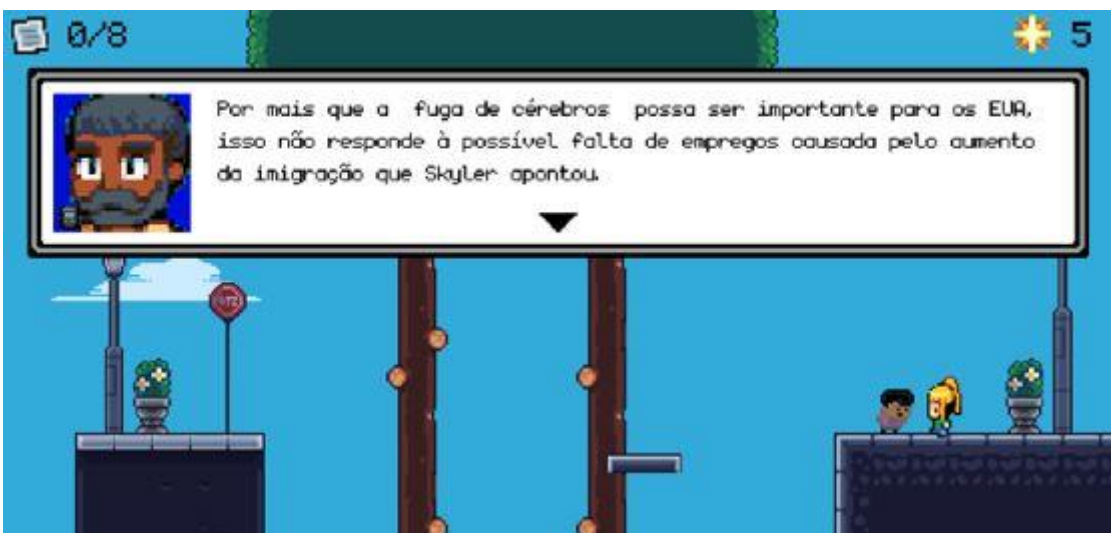 0/8
5
Por mais que a fuga de cérebros possa ser importante para os EUA,
isso não responde à possível falta de empregos causada pelo aumento
da imigração que Skyler apontou.